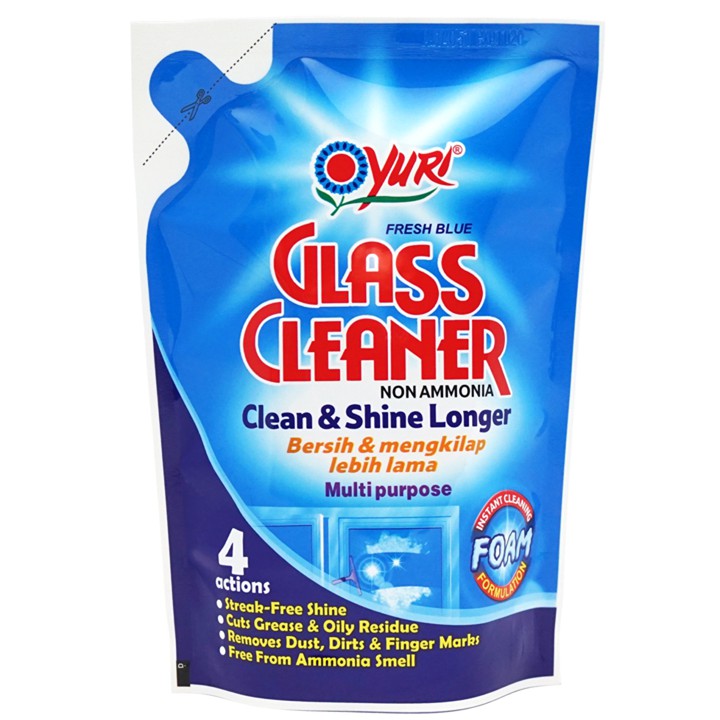 YURI®
FRESH BLUE
GLASS
CLEANER
NON AMMONIA
Clean & Shine Longer
Bersih & mengkilap
lebih lama
Multi purpose
INSTANT CLEANING
FOAM
FORMULATION
4
actions
• Streak-Free Shine
• Cuts Grease & Oily Residue
• Removes Dust, Dirts & Finger Marks
• Free From Ammonia Smell